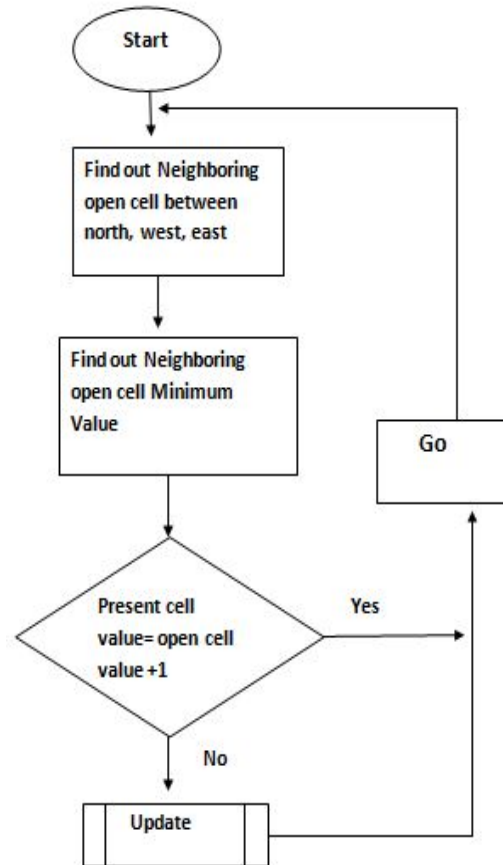 Start
Find out Neighboring
open cell between
north, west, east
Find out Neighboring
open cell Minimum
Value
Go
Present cell
value= open cell
value +1
Yes
No
Update